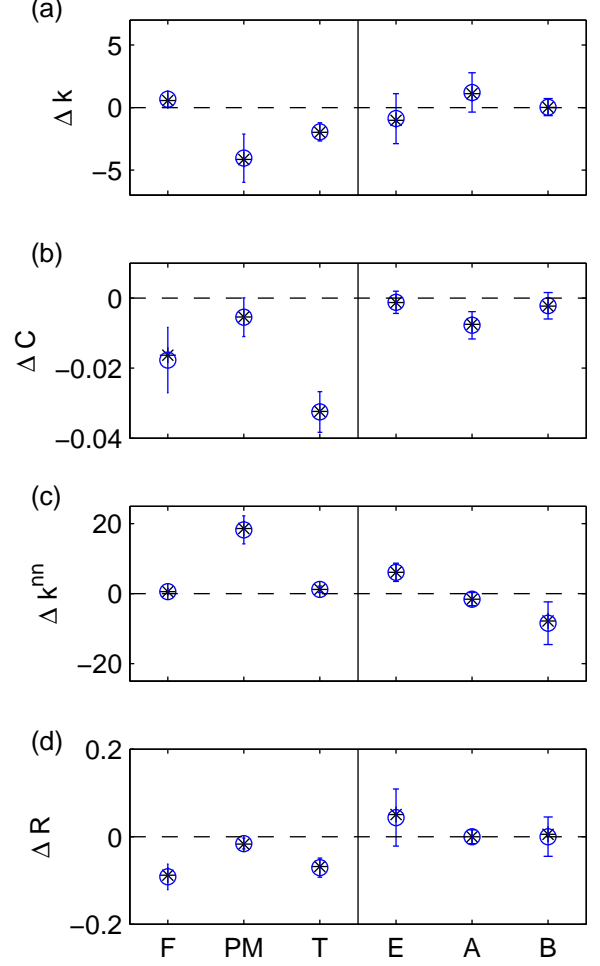 (a)
5
0
−5
Δ k
(b)
0
−0.02
−0.04
Δ C
(c)
20
0
−20
Δ k^nn
(d)
0.2
0
−0.2
Δ R
F PM T E A B